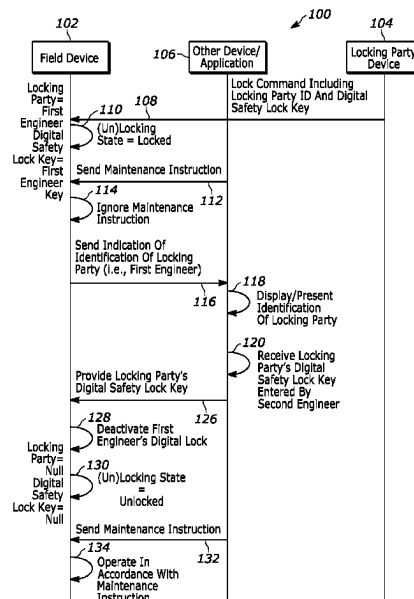 100
102
106
104
Field Device
Other Device/
Application
Locking Party
Device
Lock Command Including
Locking Party ID And Digital
Safety Lock Key
108
Locking
Party=
First
Engineer
Digital
Safety
Lock Key=
First
Engineer
Key
110
(Un)Locking
State = Locked
Send Maintenance Instruction
112
114
Ignore Maintenance
Instruction
Send Indication Of
Identification Of Locking
Party (i.e., First Engineer)
116
118
Display/Present
Identification
Of Locking Party
120
Receive Locking
Party's Digital
Safety Lock Key
Entered By
Second Engineer
Provide Locking Party's
Digital Safety Lock Key
126
128
Deactivate First
Engineer's Digital Lock
Locking
Party=
Null
Digital
Safety
Lock Key=
Null
130
(Un)Locking State
=
Unlocked
Send Maintenance Instruction
132
134
Operate In
Accordance With
Maintenance
Instruction